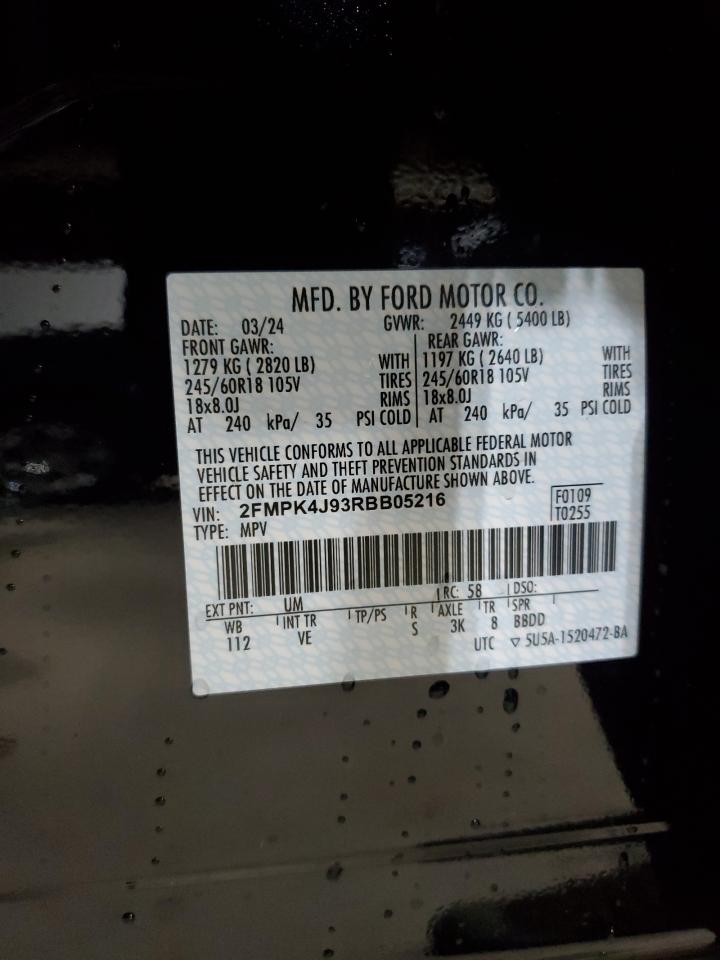 MFD. BY FORD MOTOR CO.
DATE: 03/24 GVWR: 2449 KG ( 5400 LB)
FRONT GAWR: REAR GAWR:
1279 KG ( 2820 LB) WITH 1197 KG ( 2640 LB) WITH
245/60R18 105V TIRES 245/60R18 105V TIRES
18x8.0J RIMS 18x8.0J RIMS
AT 240 kPa/ 35 PSI COLD AT 240 kPa/ 35 PSI COLD
THIS VEHICLE CONFORMS TO ALL APPLICABLE FEDERAL MOTOR
VEHICLE SAFETY AND THEFT PREVENTION STANDARDS IN
EFFECT ON THE DATE OF MANUFACTURE SHOWN ABOVE.
VIN: 2FMPK4J93RBB05216 F0109
TYPE: MPV T0255
EXT PNT: UM RC: 58 DSO:
WB INT TR TP/PS R AXLE TR SPR
112 VE S 3K 8 BBDD
UTC ▽ 5U5A-1520472-BA